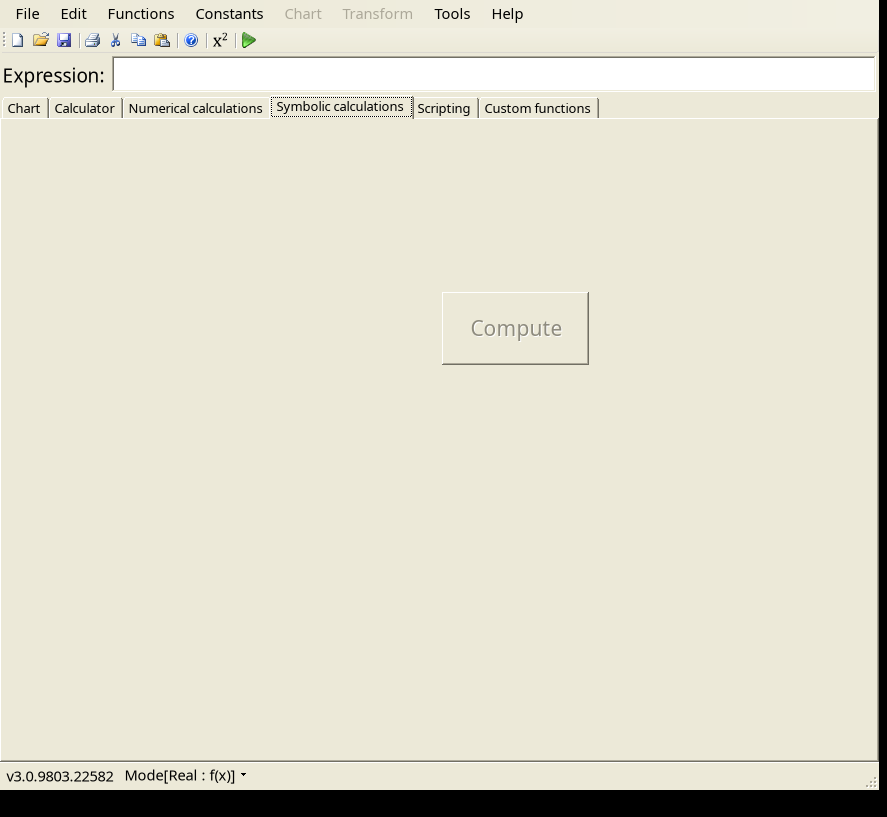 File Edit Functions Constants Chart Transform Tools Help
x²
Expression:
Chart Calculator Numerical calculations Symbolic calculations Scripting Custom functions
Compute
v3.0.9803.22582 Mode[Real : f(x)]